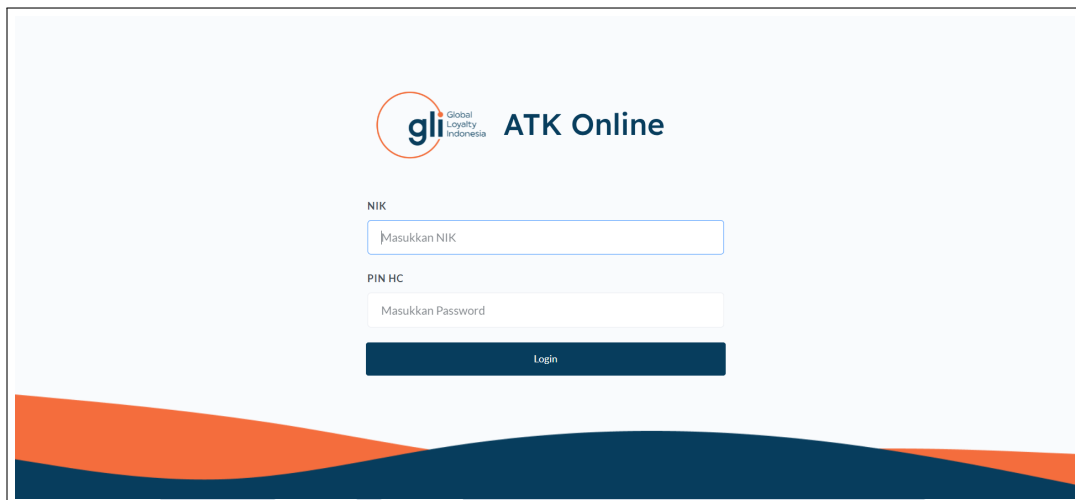 gli Global Loyalty Indonesia
ATK Online
NIK
Masukkan NIK
PIN HC
Masukkan Password
Login